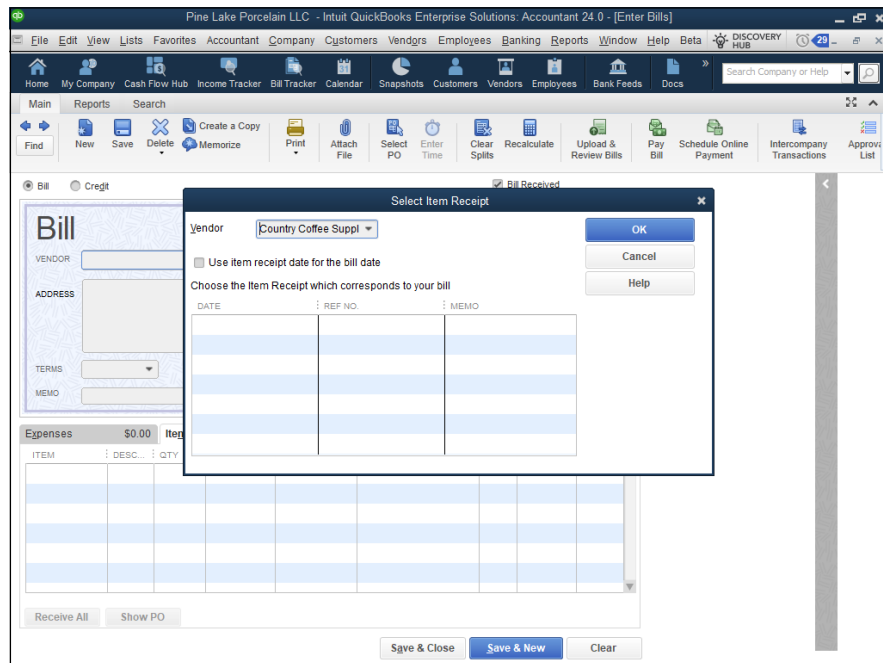 qb Pine Lake Porcelain LLC - Intuit QuickBooks Enterprise Solutions: Accountant 24.0 - [Enter Bills]
File Edit View Lists Favorites Accountant Company Customers Vendors Employees Banking Reports Window Help Beta DISCOVERY HUB 29
Home My Company Cash Flow Hub Income Tracker Bill Tracker Calendar Snapshots Customers Vendors Employees Bank Feeds Docs » Search Company or Help
31
Main Reports Search
Find New Save Delete Create a Copy
Memorize
Print Attach File Select PO Enter Time Clear Splits Recalculate Upload & Review Bills Pay Bill Schedule Online Payment Intercompany Transactions Approva List
Bill Credit Bill Received
Select Item Receipt
Vendor Country Coffee Suppl
OK
Use item receipt date for the bill date
Cancel
Choose the Item Receipt which corresponds to your bill
Help
DATE REF NO. MEMO
Bill
VENDOR
ADDRESS
TERMS
MEMO
Expenses $0.00 Iten
ITEM DESC... QTY
Receive All Show PO
Save & Close Save & New Clear